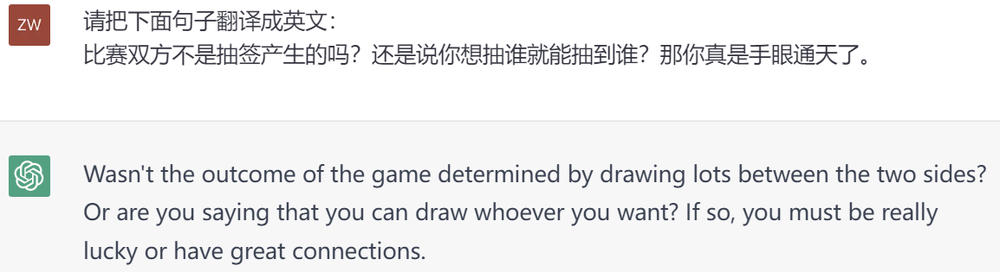 ZW
请把下面句子翻译成英文：
比赛双方不是抽签产生的吗？还是说你想抽谁就能抽到谁？那你真是手眼通天了。
Wasn't the outcome of the game determined by drawing lots between the two sides?
Or are you saying that you can draw whoever you want? If so, you must be really
lucky or have great connections.